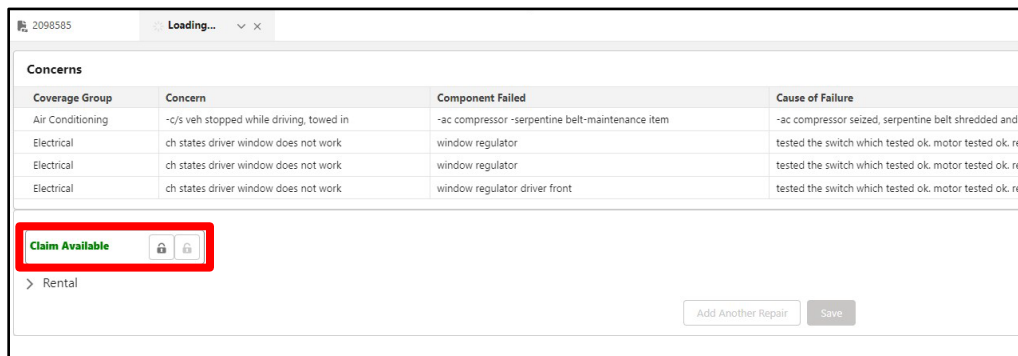 2098585 Loading...
Concerns
Coverage Group Concern Component Failed Cause of Failure
Air Conditioning -c/s veh stopped while driving, towed in -ac compressor -serpentine belt-maintenance item -ac compressor seized, serpentine belt shredded and
Electrical ch states driver window does not work window regulator tested the switch which tested ok. motor tested ok. re
Electrical ch states driver window does not work window regulator tested the switch which tested ok. motor tested ok. re
Electrical ch states driver window does not work window regulator driver front tested the switch which tested ok. motor tested ok. re
Claim Available
Rental
Add Another Repair Save